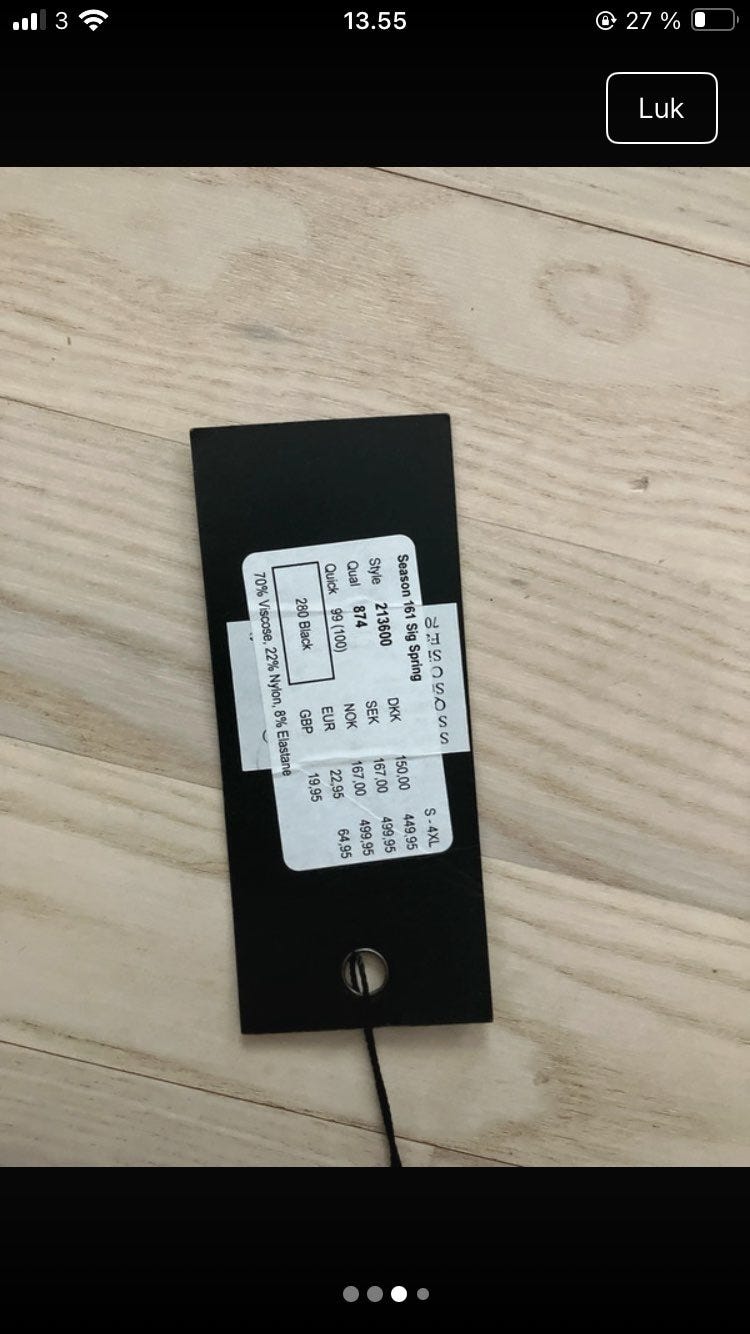 3
13.55
27 %
Luk
S - 4XL
Season 161 Sig Spring
Style 213600 DKK 150,00 449,95
Qual 874 SEK 167,00 499,95
Quick 99 (100) NOK 167,00 499,95
280 Black EUR 22,95 64,95
GBP 19,95
70% Viscose, 22% Nylon, 8% Elastane